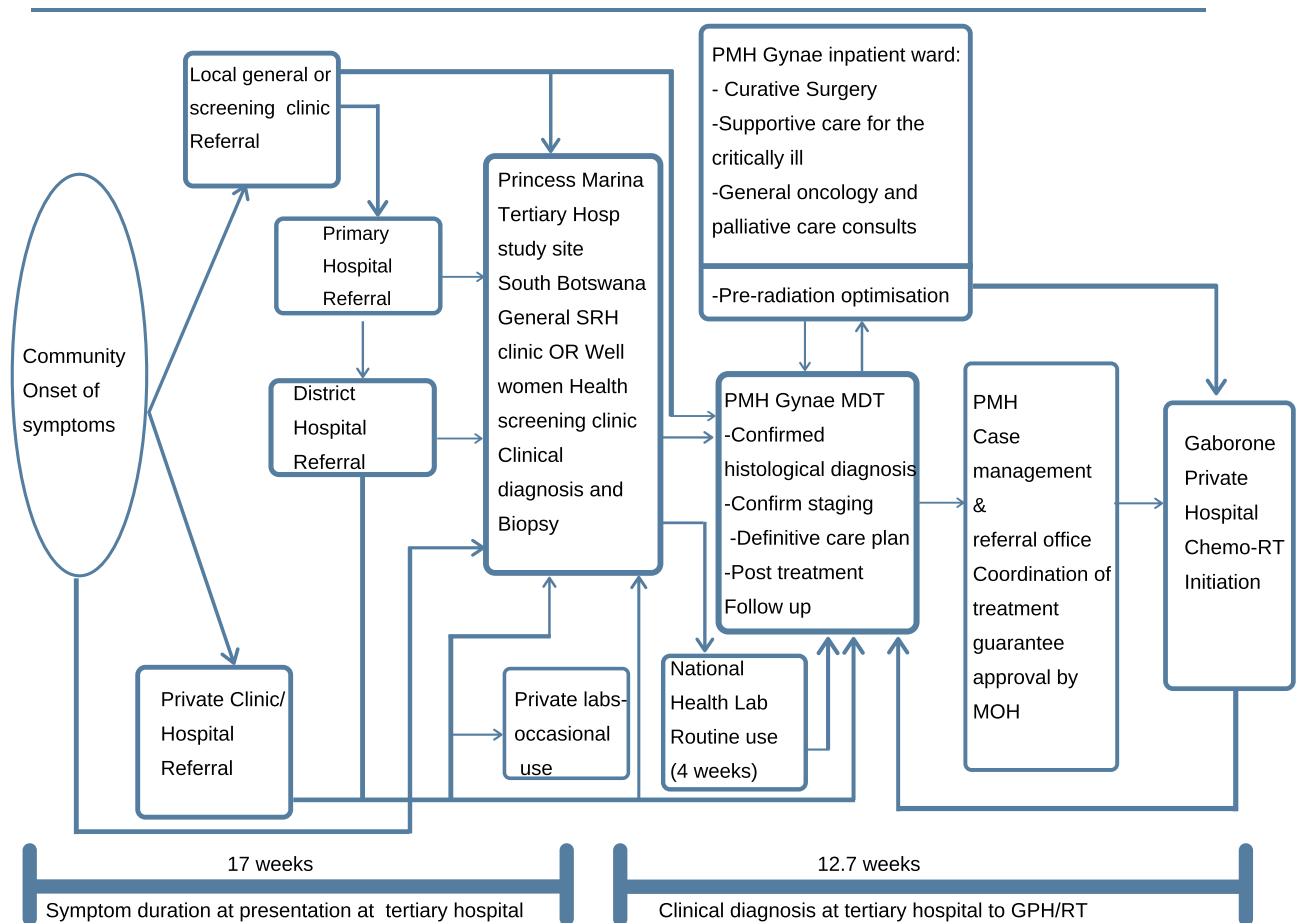 Local general or
screening clinic
Referral
PMH Gynae inpatient ward:
- Curative Surgery
-Supportive care for the
critically ill
-General oncology and
palliative care consults
-Pre-radiation optimisation
Primary
Hospital
Referral
Princess Marina
Tertiary Hosp
study site
South Botswana
General SRH
clinic OR Well
women Health
screening clinic
Clinical
diagnosis and
Biopsy
Community
Onset of
symptoms
District
Hospital
Referral
PMH Gynae MDT
-Confirmed
histological diagnosis
-Confirm staging
-Definitive care plan
-Post treatment
Follow up
PMH
Case
management
&
referral office
Coordination of
treatment
guarantee
approval by
MOH
Gaborone
Private
Hospital
Chemo-RT
Initiation
Private Clinic/
Hospital
Referral
Private labs-
occasional
use
National
Health Lab
Routine use
(4 weeks)
17 weeks
Symptom duration at presentation at tertiary hospital
12.7 weeks
Clinical diagnosis at tertiary hospital to GPH/RT